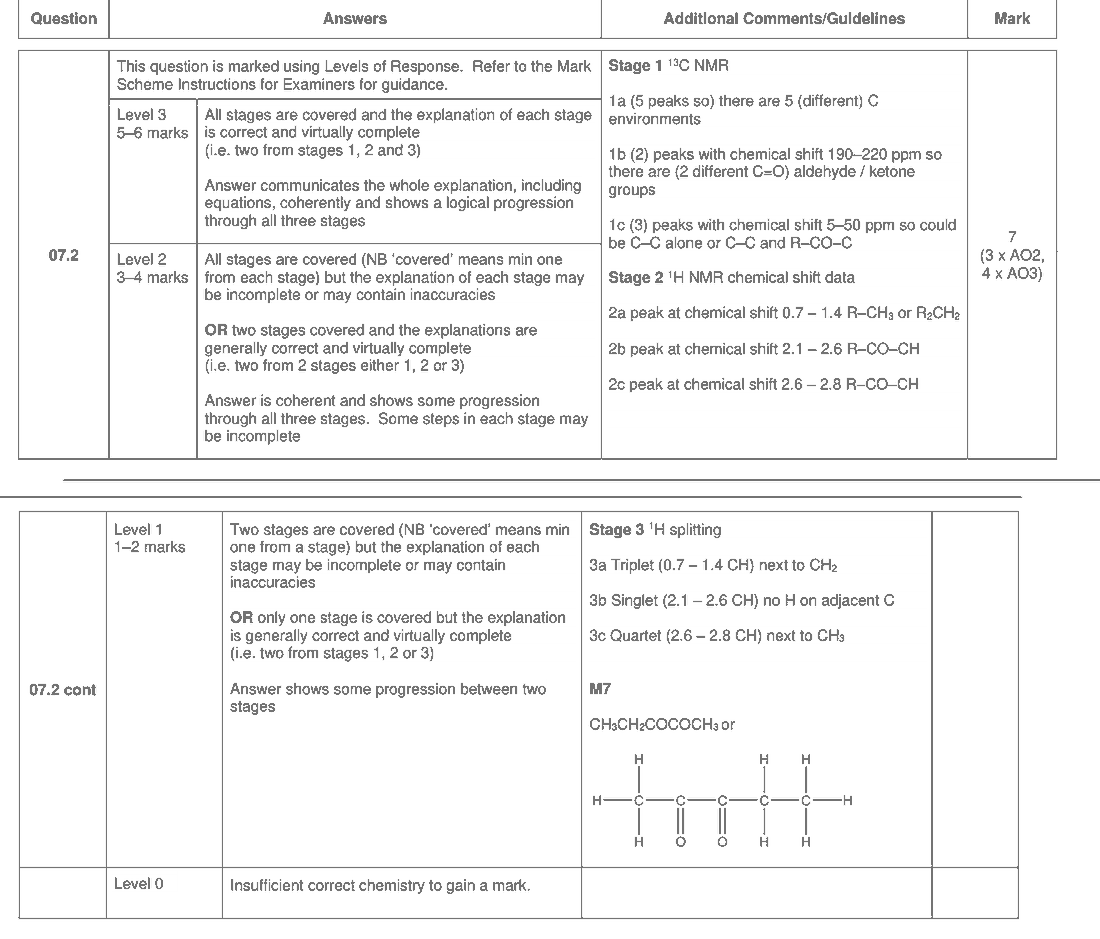 Question Answers Additional Comments/Guidelines Mark
07.2
This question is marked using Levels of Response. Refer to the Mark
Scheme Instructions for Examiners for guidance.
Level 3
5–6 marks
All stages are covered and the explanation of each stage
is correct and virtually complete
(i.e. two from stages 1, 2 and 3)
Answer communicates the whole explanation, including
equations, coherently and shows a logical progression
through all three stages
Level 2
3–4 marks
All stages are covered (NB 'covered' means min one
from each stage) but the explanation of each stage may
be incomplete or may contain inaccuracies
OR two stages covered and the explanations are
generally correct and virtually complete
(i.e. two from 2 stages either 1, 2 or 3)
Answer is coherent and shows some progression
through all three stages. Some steps in each stage may
be incomplete
Stage 1 ¹³C NMR
1a (5 peaks so) there are 5 (different) C
environments
1b (2) peaks with chemical shift 190–220 ppm so
there are (2 different C=O) aldehyde / ketone
groups
1c (3) peaks with chemical shift 5–50 ppm so could
be C–C alone or C–C and R–CO–C
Stage 2 ¹H NMR chemical shift data
2a peak at chemical shift 0.7 – 1.4 R–CH₃ or R₂CH₂
2b peak at chemical shift 2.1 – 2.6 R–CO–CH
2c peak at chemical shift 2.6 – 2.8 R–CO–CH
7
(3 x AO2,
4 x AO3)
07.2 cont
Level 1
1–2 marks
Two stages are covered (NB 'covered' means min
one from a stage) but the explanation of each
stage may be incomplete or may contain
inaccuracies
OR only one stage is covered but the explanation
is generally correct and virtually complete
(i.e. two from stages 1, 2 or 3)
Answer shows some progression between two
stages
Stage 3 ¹H splitting
3a Triplet (0.7 – 1.4 CH) next to CH₂
3b Singlet (2.1 – 2.6 CH) no H on adjacent C
3c Quartet (2.6 – 2.8 CH) next to CH₃
M7
CH₃CH₂COCOCH₃ or
H H H
H C C C C C H
H O O H H
Level 0
Insufficient correct chemistry to gain a mark.